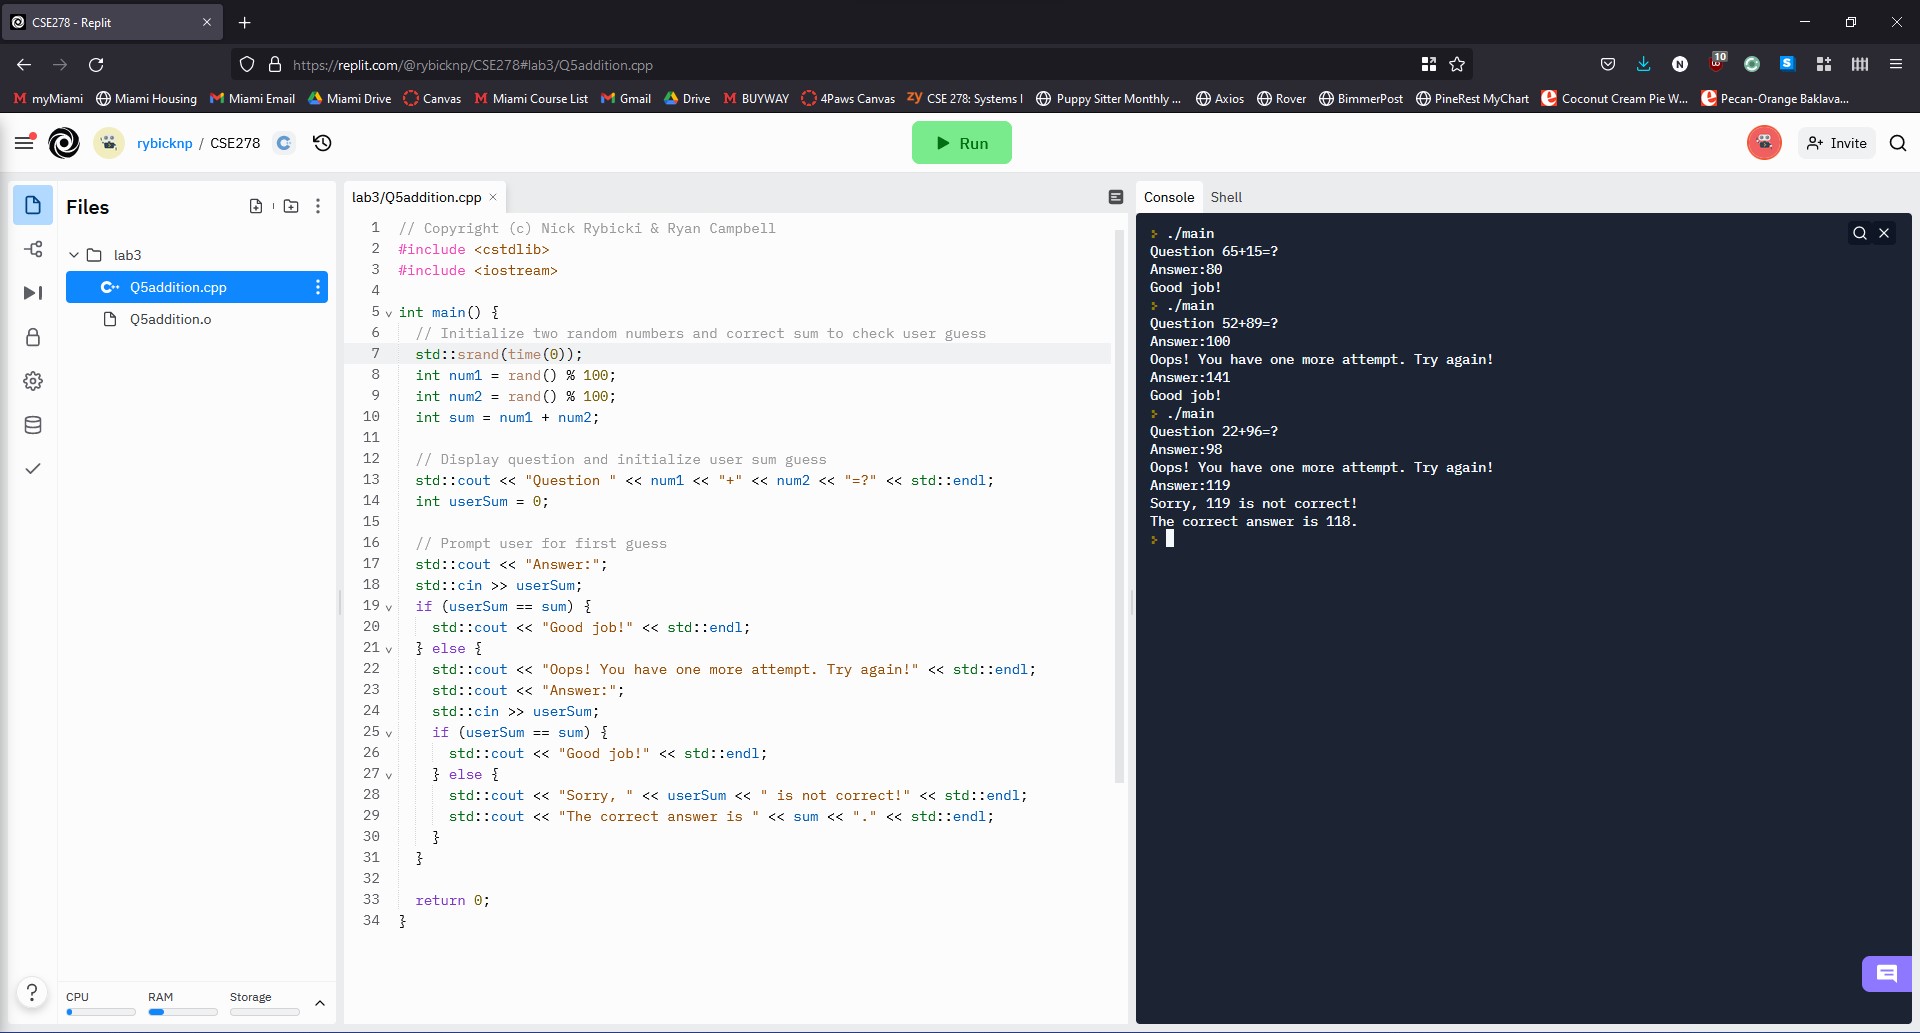 CSE278 - Replit
https://replit.com/@rybicknp/CSE278#lab3/Q5addition.cpp
10
N
S
M myMiami
Miami Housing
Miami Email
Miami Drive
Canvas
M Miami Course List
Gmail
Drive
M BUYWAY
4Paws Canvas
ZY CSE 278: Systems I
Puppy Sitter Monthly ...
Axios
Rover
BimmerPost
PineRest MyChart
e Coconut Cream Pie W...
e Pecan-Orange Baklava...
rybicknp / CSE278
C
Run
Invite
Files
lab3
C++ Q5addition.cpp
Q5addition.o
CPU
RAM
Storage
?
lab3/Q5addition.cpp
1 // Copyright (c) Nick Rybicki & Ryan Campbell
2 #include <cstdlib>
3 #include <iostream>
4
5 int main() {
6 // Initialize two random numbers and correct sum to check user guess
7 std::srand(time(0));
8 int num1 = rand() % 100;
9 int num2 = rand() % 100;
10 int sum = num1 + num2;
11
12 // Display question and initialize user sum guess
13 std::cout << "Question " << num1 << "+" << num2 << "=?" << std::endl;
14 int userSum = 0;
15
16 // Prompt user for first guess
17 std::cout << "Answer:";
18 std::cin >> userSum;
19 if (userSum == sum) {
20 std::cout << "Good job!" << std::endl;
21 } else {
22 std::cout << "Oops! You have one more attempt. Try again!" << std::endl;
23 std::cout << "Answer:";
24 std::cin >> userSum;
25 if (userSum == sum) {
26 std::cout << "Good job!" << std::endl;
27 } else {
28 std::cout << "Sorry, " << userSum << " is not correct!" << std::endl;
29 std::cout << "The correct answer is " << sum << "." << std::endl;
30 }
31 }
32
33 return 0;
34 }
Console
Shell
./main
Question 65+15=?
Answer:80
Good job!
./main
Question 52+89=?
Answer:100
Oops! You have one more attempt. Try again!
Answer:141
Good job!
./main
Question 22+96=?
Answer:98
Oops! You have one more attempt. Try again!
Answer:119
Sorry, 119 is not correct!
The correct answer is 118.